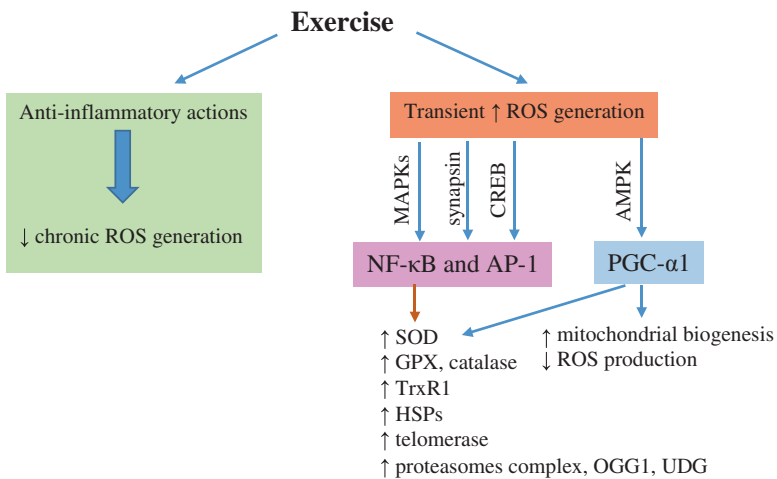 Exercise
Anti-inflammatory actions
↓ chronic ROS generation
Transient ↑ ROS generation
MAPKs
synapsin
CREB
AMPK
NF-κB and AP-1
PGC-α1
↑ SOD
↑ GPX, catalase
↑ TrxR1
↑ HSPs
↑ telomerase
↑ proteasomes complex, OGG1, UDG
↑ mitochondrial biogenesis
↓ ROS production